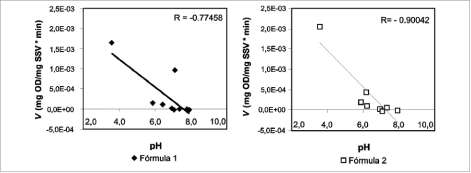 R = -0.77458
2,5E-03
2,0E-03
1,5E-03
1,0E-03
5,0E-04
0,0E+00
-5,0E-04
V (mg OD/mg SSV * min)
2,0 4,0 6,0 8,0 10,0
pH
Fórmula 1
R= - 0.90042
2,5E-03
2,0E-03
1,5E-03
1,0E-03
5,0E-04
0,0E+00
-5,0E-04
V (mg OD/mg SSV * min)
2,0 4,0 6,0 8,0 10,0
pH
Fórmula 2